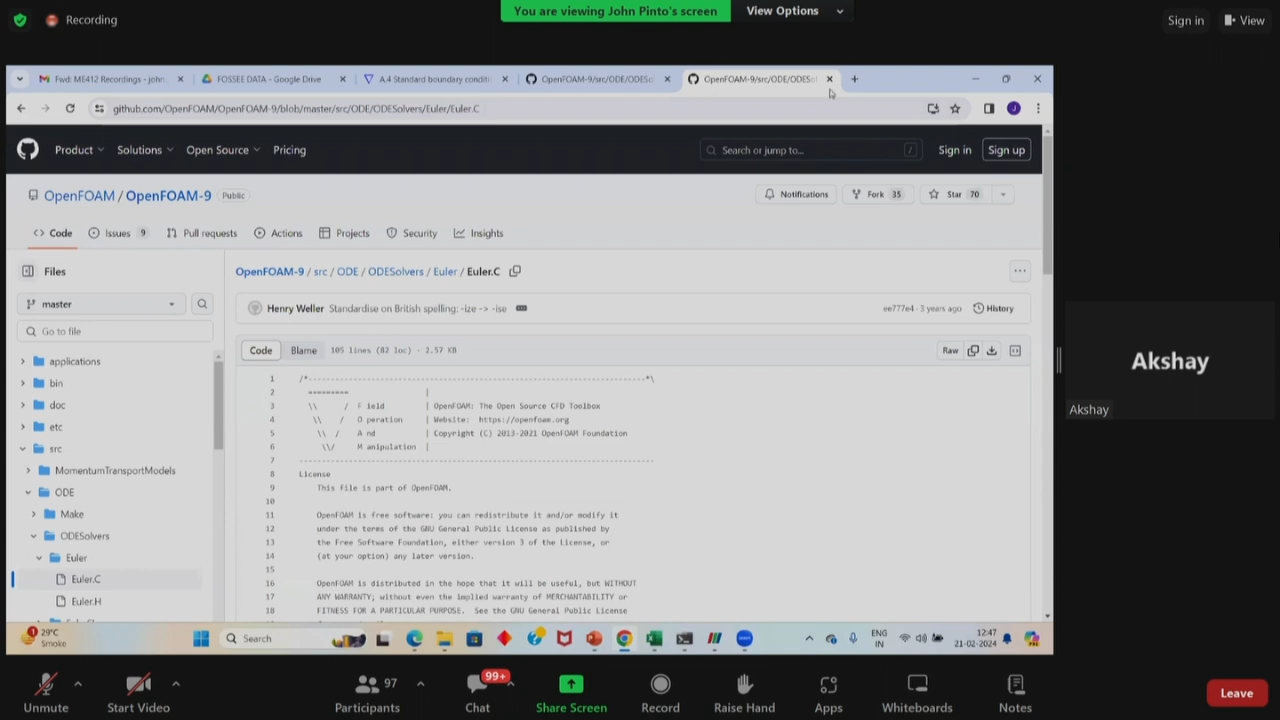 You are viewing John Pinto's screen
View Options
Recording
Sign in
View
Fwd: ME412 Recordings - john.
FOSSEE DATA - Google Drive
A.4 Standard boundary conditi
OpenFOAM-9/src/ODE/ODESo
OpenFOAM-9/src/ODE/ODESol
github.com/OpenFOAM/OpenFOAM-9/blob/master/src/ODE/ODESolvers/Euler/Euler.C
Product
Solutions
Open Source
Pricing
Search or jump to...
/
Sign in
Sign up
OpenFOAM / OpenFOAM-9
Public
Notifications
Fork 35
Star 70
Code
Issues 9
Pull requests
Actions
Projects
Security
Insights
Files
OpenFOAM-9 / src / ODE / ODESolvers / Euler / Euler.C
master
Go to file
Henry Weller Standardise on British spelling: -ize -> -ise
ee777e4 · 3 years ago
History
Code
Blame
105 lines (82 loc) · 2.57 KB
Raw
applications
bin
doc
etc
src
MomentumTransportModels
ODE
Make
ODESolvers
Euler
Euler.C
Euler.H
1 /*---------------------------------------------------------------------------*\
2 ========= |
3 \\ / F ield | OpenFOAM: The Open Source CFD Toolbox
4 \\ / O peration | Website: https://openfoam.org
5 \\ / A nd | Copyright (C) 2013-2021 OpenFOAM Foundation
6 \\/ M anipulation |
7 -------------------------------------------------------------------------------
8 License
9 This file is part of OpenFOAM.
10
11 OpenFOAM is free software: you can redistribute it and/or modify it
12 under the terms of the GNU General Public License as published by
13 the Free Software Foundation, either version 3 of the License, or
14 (at your option) any later version.
15
16 OpenFOAM is distributed in the hope that it will be useful, but WITHOUT
17 ANY WARRANTY; without even the implied warranty of MERCHANTABILITY or
18 FITNESS FOR A PARTICULAR PURPOSE. See the GNU General Public License
Akshay
Akshay
1
29°C
Smoke
Search
ENG
IN
12:47
21-02-2024
Unmute
Start Video
97
Participants
99+
Chat
Share Screen
Record
Raise Hand
Apps
Whiteboards
Notes
Leave